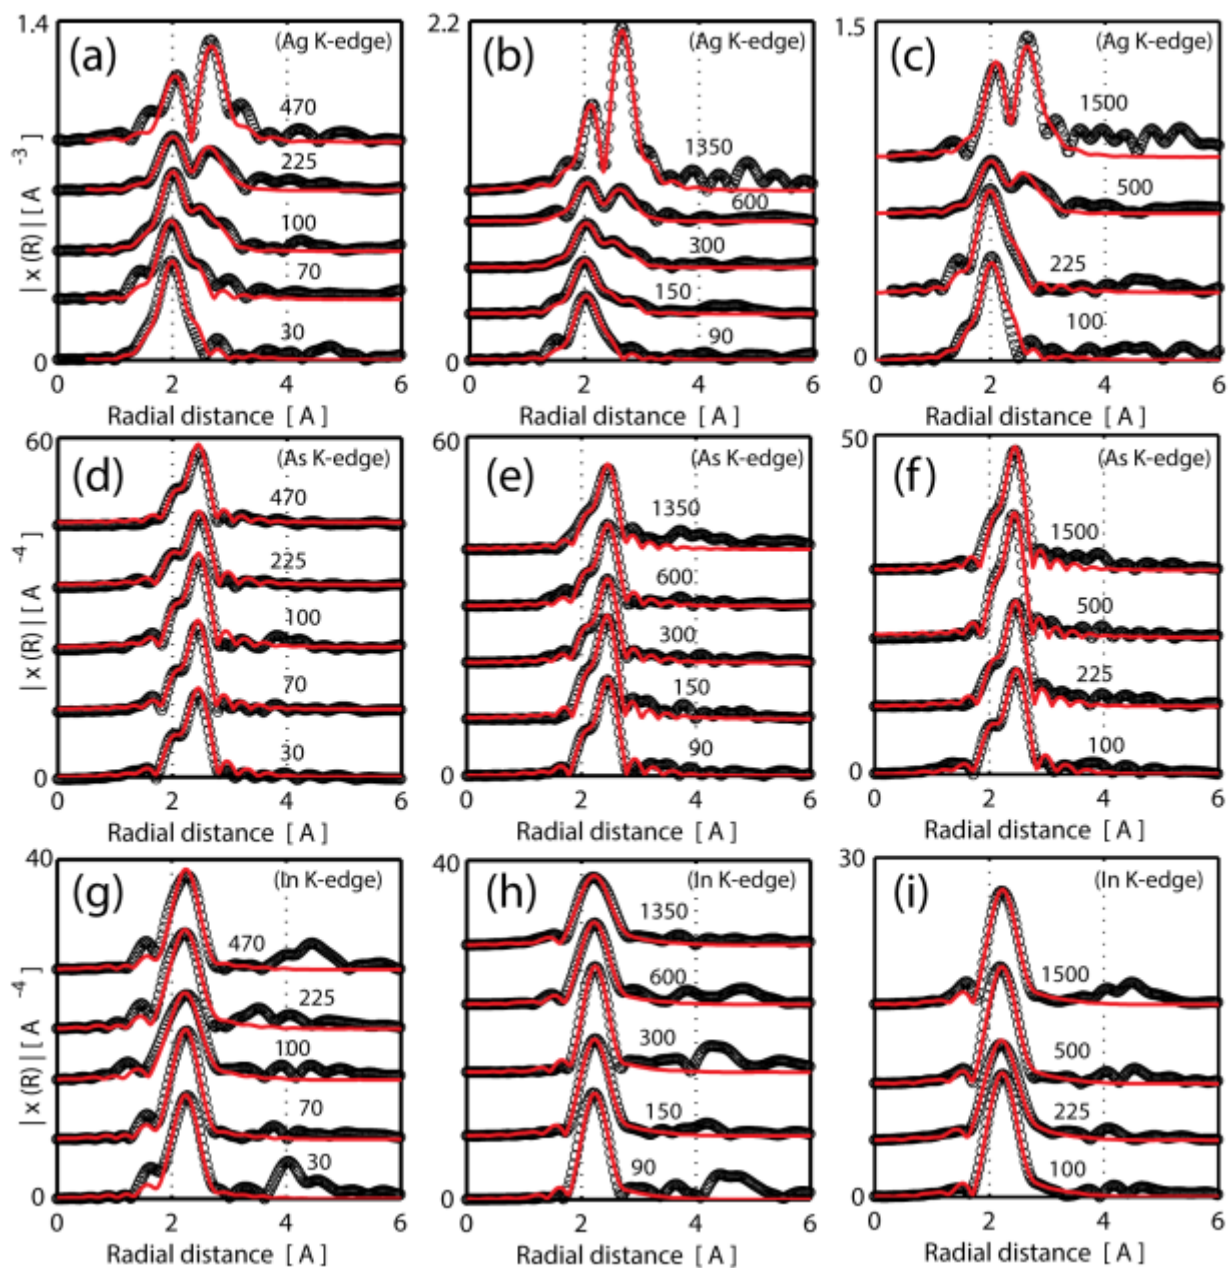 1.4
(a)
(Ag K-edge)
470
225
100
70
30
0
0 2 4 6
Radial distance [ A ]
| x (R) | [ A -3 ]
2.2
(b)
(Ag K-edge)
1350
600
300
150
90
0
0 2 4 6
Radial distance [ A ]
1.5
(c)
(Ag K-edge)
1500
500
225
100
0
0 2 4 6
Radial distance [ A ]
60
(d)
(As K-edge)
470
225
100
70
30
0
0 2 4 6
Radial distance [ A ]
| x (R) | [ A -4 ]
60
(e)
(As K-edge)
1350
600
300
150
90
0
0 2 4 6
Radial distance [ A ]
50
(f)
(As K-edge)
1500
500
225
100
0
0 2 4 6
Radial distance [ A ]
40
(g)
(In K-edge)
470
225
100
70
30
0
0 2 4 6
Radial distance [ A ]
| x (R) | [ A -4 ]
40
(h)
(In K-edge)
1350
600
300
150
90
0
0 2 4 6
Radial distance [ A ]
30
(i)
(In K-edge)
1500
500
225
100
0
0 2 4 6
Radial distance [ A ]